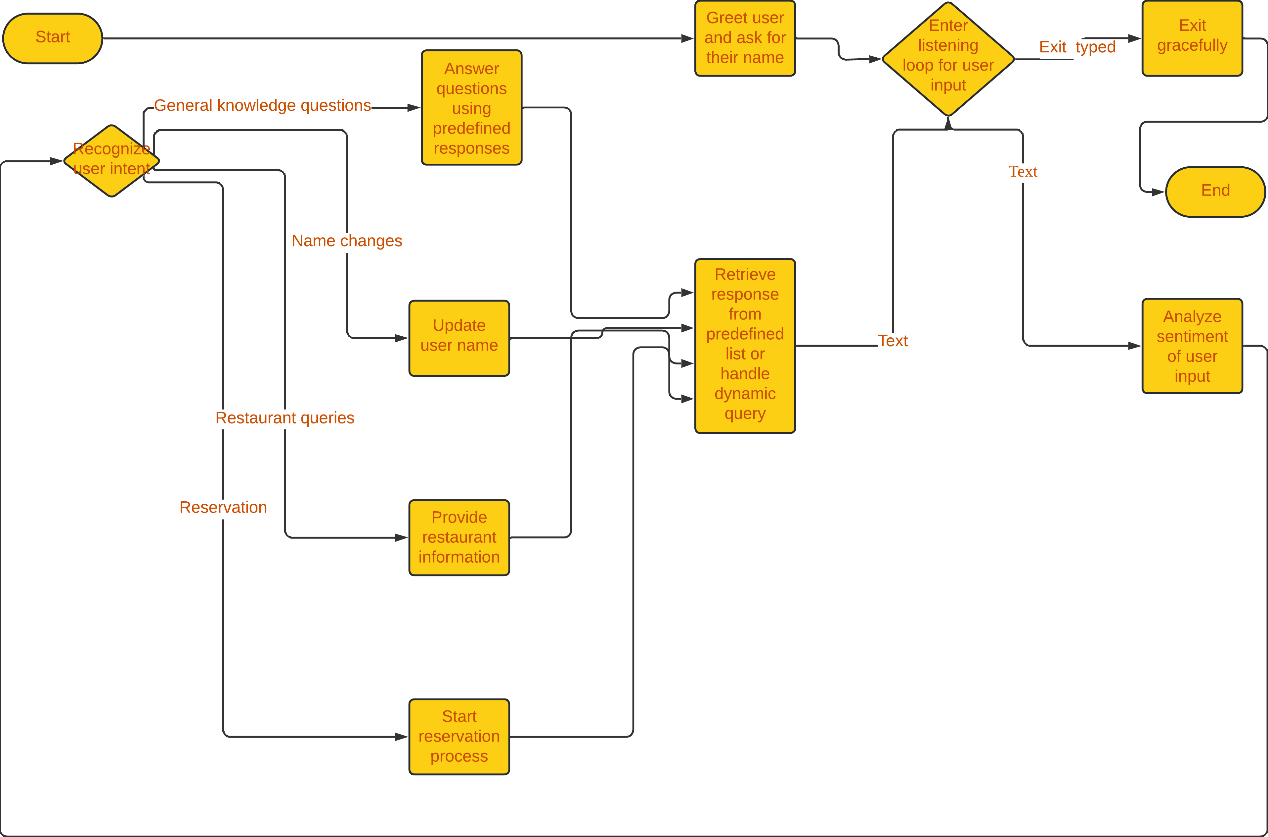 Start
Greet user
and ask for
their name
Enter
listening
loop for user
input
Exit  typed
Exit
gracefully
Answer
questions
using
predefined
responses
General knowledge questions
Recognize
user intent
Text
End
Name changes
Retrieve
response
from
predefined
list or
handle
dynamic
query
Update
user name
Text
Analyze
sentiment
of user
input
Restaurant queries
Reservation
Provide
restaurant
information
Start
reservation
process